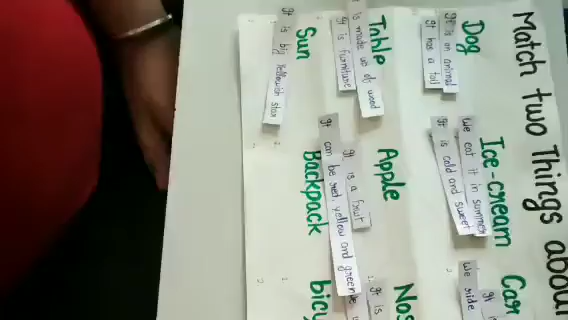 Match two Things about
Dog
It is an animal
It has a tail
Ice-cream
We eat it in summer
It is cold and sweet
Car
We ride
Table
is made up of wood
It is furniture
Apple
It is a fruit
It can be red, yellow and green
Nos
It is
Sun
It is big yellowish star
Backpack
bicy